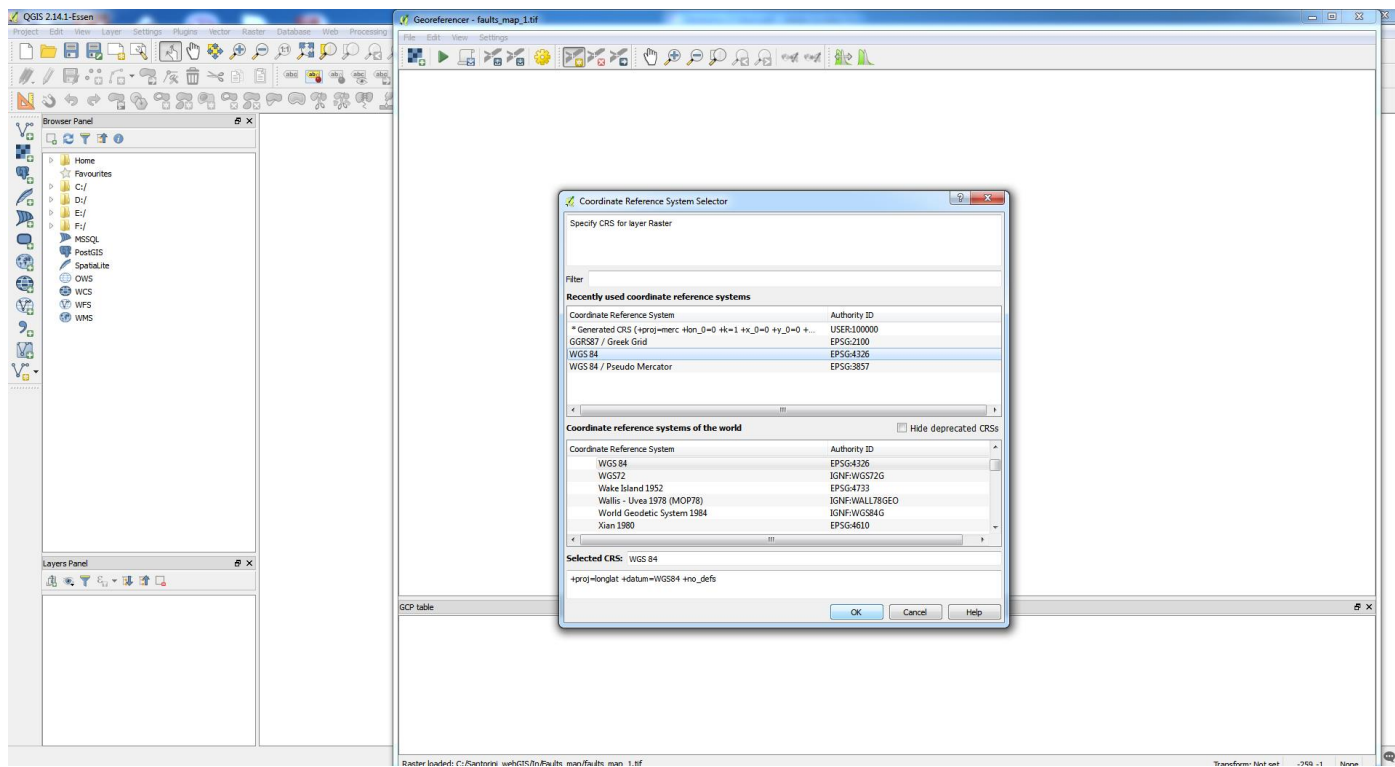 QGIS 2.14.1-Essen
Project Edit View Layer Settings Plugins Vector Raster Database Web Processing
Browser Panel
Home
Favourites
C:/
D:/
E:/
F:/
MSSQL
PostGIS
SpatiaLite
OWS
WCS
WFS
WMS
Layers Panel
Georeferencer - faults_map_1.tif
File Edit View Settings
Coordinate Reference System Selector
Specify CRS for layer Raster
Filter
Recently used coordinate reference systems
Coordinate Reference System Authority ID
* Generated CRS (+proj=merc +lon_0=0 +k=1 +x_0=0 +y_0=0 +... USER:100000
GGRS87 / Greek Grid EPSG:2100
WGS 84 EPSG:4326
WGS 84 / Pseudo Mercator EPSG:3857
Coordinate reference systems of the world Hide deprecated CRSs
Coordinate Reference System Authority ID
WGS 84 EPSG:4326
WGS72 IGNF:WGS72G
Wake Island 1952 EPSG:4733
Wallis - Uvea 1978 (MOP78) IGNF:WALL78GEO
World Geodetic System 1984 IGNF:WGS84G
Xian 1980 EPSG:4610
Selected CRS: WGS 84
+proj=longlat +datum=WGS84 +no_defs
OK Cancel Help
GCP table
Raster loaded: C:/Santorini_webGIS/In/Faults_map/faults_map_1.tif
Transform: Not set -259,-1 None